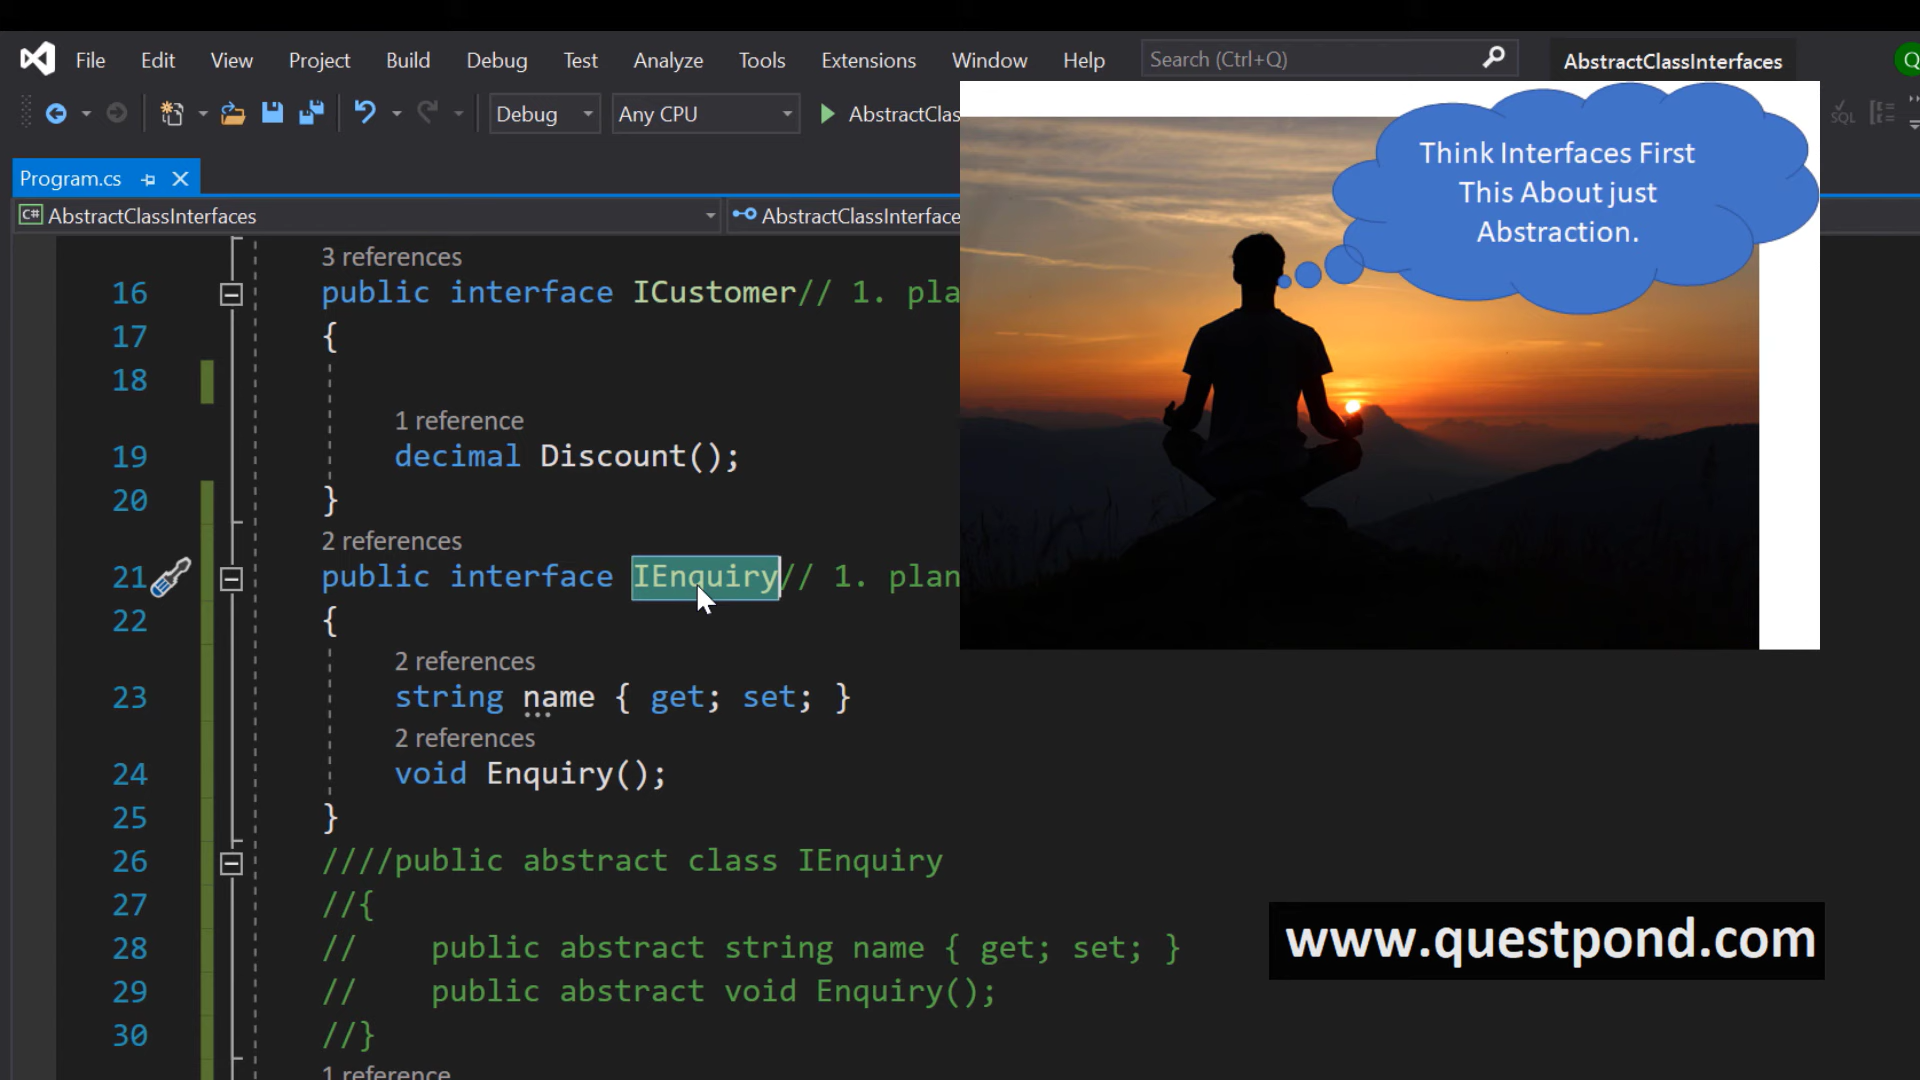 File Edit View Project Build Debug Test Analyze Tools Extensions Window Help Search (Ctrl+Q) AbstractClassInterfaces Q
Debug Any CPU AbstractClas SQL
Program.cs
C# AbstractClassInterfaces AbstractClassInterface
Think Interfaces First
This About just
Abstraction.
3 references
16 public interface ICustomer// 1. pla
17 {
18
1 reference
19 decimal Discount();
20 }
2 references
21 public interface IEnquiry// 1. plan
22 {
2 references
23 string name { get; set; }
2 references
24 void Enquiry();
25 }
26 ////public abstract class IEnquiry
27 //{
28 // public abstract string name { get; set; }
29 // public abstract void Enquiry();
30 //}
1 reference
www.questpond.com